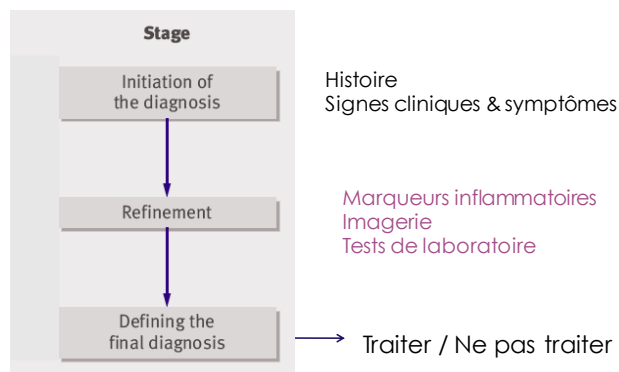 Stage
Initiation of
the diagnosis
Histoire
Signes cliniques & symptômes
Refinement
Marqueurs inflammatoires
Imagerie
Tests de laboratoire
Defining the
final diagnosis
Traiter / Ne pas traiter